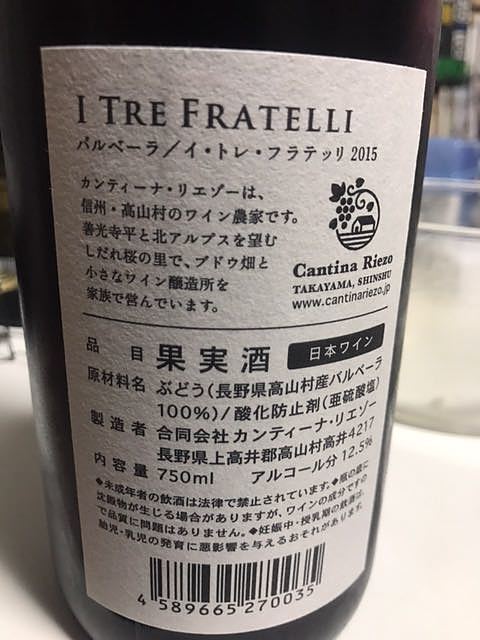 I TRE FRATELLI
バルベーラ／イ・トレ・フラテッリ 2015
カンティーナ・リエゾーは、
信州・高山村のワイン農家です。
善光寺平と北アルプスを望む
しだれ桜の里で、ブドウ畑と
小さなワイン醸造所を
家族で営んでいます。
Cantina Riezo
TAKAYAMA, SHINSHU
www.cantinariezo.jp
品目 果実酒 日本ワイン
原材料名 ぶどう（長野県高山村産バルベーラ
100%）/ 酸化防止剤（亜硫酸塩）
製造者 合同会社カンティーナ・リエゾー
長野県上高井郡高山村高井4217
内容量 750ml アルコール分 12.5%
◆未成年者の飲酒は法律で禁止されています。◆瓶の底に
沈殿物が生じる場合がありますが、ワインの成分ですの
で品質に問題はありません。◆妊娠中・授乳期の飲酒は、
胎児・乳児の発育に悪影響を与えるおそれがあります。
4 589665 270035